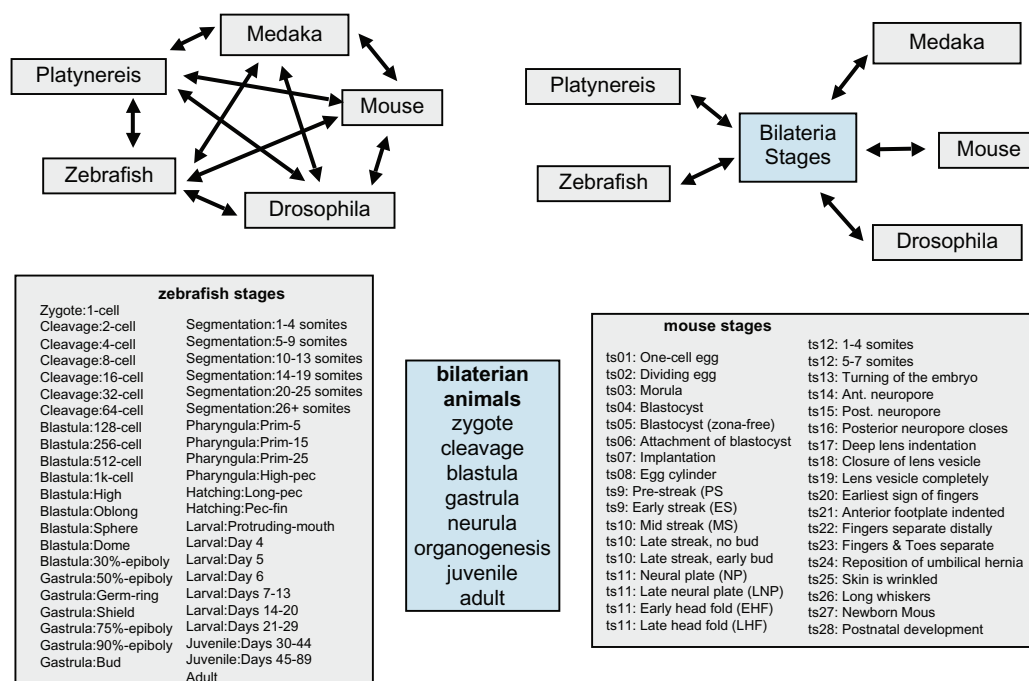 Medaka
Platynereis
Mouse
Zebrafish
Drosophila
Medaka
Platynereis
Bilateria
Stages
Mouse
Zebrafish
Drosophila
zebrafish stages
Zygote:1-cell
Cleavage:2-cell
Cleavage:4-cell
Cleavage:8-cell
Cleavage:16-cell
Cleavage:32-cell
Cleavage:64-cell
Blastula:128-cell
Blastula:256-cell
Blastula:512-cell
Blastula:1k-cell
Blastula:High
Blastula:Oblong
Blastula:Sphere
Blastula:Dome
Blastula:30%-epiboly
Gastrula:50%-epiboly
Gastrula:Germ-ring
Gastrula:Shield
Gastrula:75%-epiboly
Gastrula:90%-epiboly
Gastrula:Bud
Segmentation:1-4 somites
Segmentation:5-9 somites
Segmentation:10-13 somites
Segmentation:14-19 somites
Segmentation:20-25 somites
Segmentation:26+ somites
Pharyngula:Prim-5
Pharyngula:Prim-15
Pharyngula:Prim-25
Pharyngula:High-pec
Hatching:Long-pec
Hatching:Pec-fin
Larval:Protruding-mouth
Larval:Day 4
Larval:Day 5
Larval:Day 6
Larval:Days 7-13
Larval:Days 14-20
Larval:Days 21-29
Juvenile:Days 30-44
Juvenile:Days 45-89
Adult
bilaterian
animals
zygote
cleavage
blastula
gastrula
neurula
organogenesis
juvenile
adult
mouse stages
ts01: One-cell egg
ts02: Dividing egg
ts03: Morula
ts04: Blastocyst
ts05: Blastocyst (zona-free)
ts06: Attachment of blastocyst
ts07: Implantation
ts08: Egg cylinder
ts9: Pre-streak (PS
ts9: Early streak (ES)
ts10: Mid streak (MS)
ts10: Late streak, no bud
ts10: Late streak, early bud
ts11: Neural plate (NP)
ts11: Late neural plate (LNP)
ts11: Early head fold (EHF)
ts11: Late head fold (LHF)
ts12: 1-4 somites
ts12: 5-7 somites
ts13: Turning of the embryo
ts14: Ant. neuropore
ts15: Post. neuropore
ts16: Posterior neuropore closes
ts17: Deep lens indentation
ts18: Closure of lens vesicle
ts19: Lens vesicle completely
ts20: Earliest sign of fingers
ts21: Anterior footplate indented
ts22: Fingers separate distally
ts23: Fingers & Toes separate
ts24: Reposition of umbilical hernia
ts25: Skin is wrinkled
ts26: Long whiskers
ts27: Newborn Mous
ts28: Postnatal development